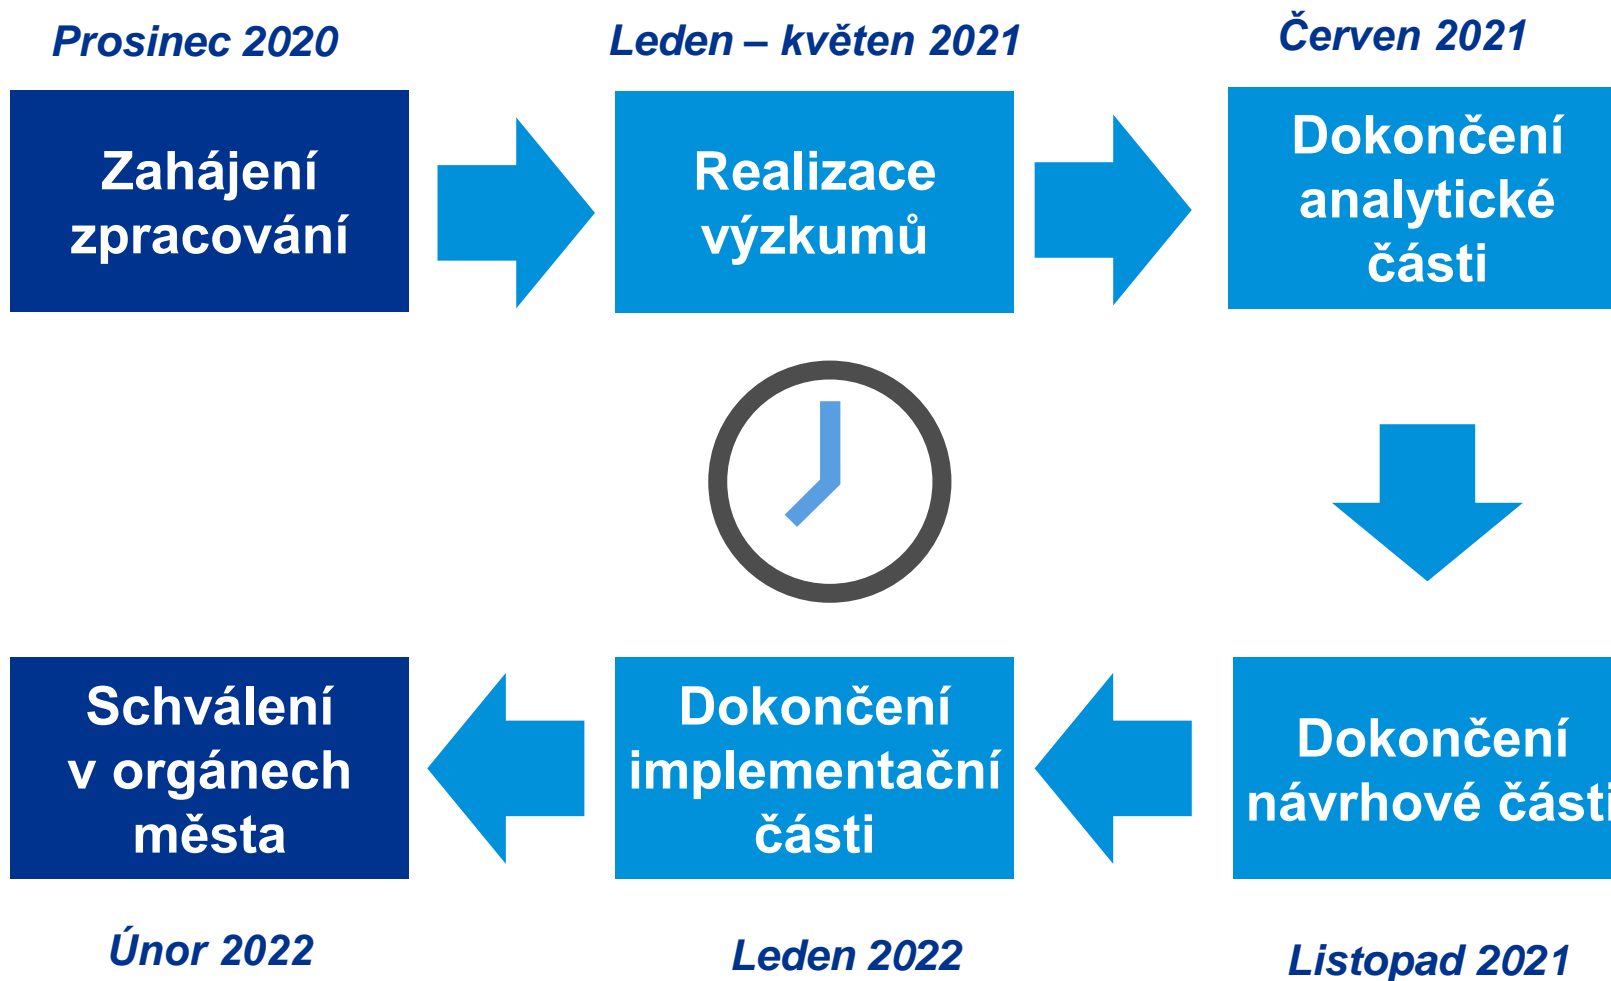 Prosinec 2020
Leden – květen 2021
Červen 2021
Zahájení
zpracování
Realizace
výzkumů
Dokončení
analytické
části
Schválení
v orgánech
města
Dokončení
implementační
části
Dokončení
návrhové části
Únor 2022
Leden 2022
Listopad 2021